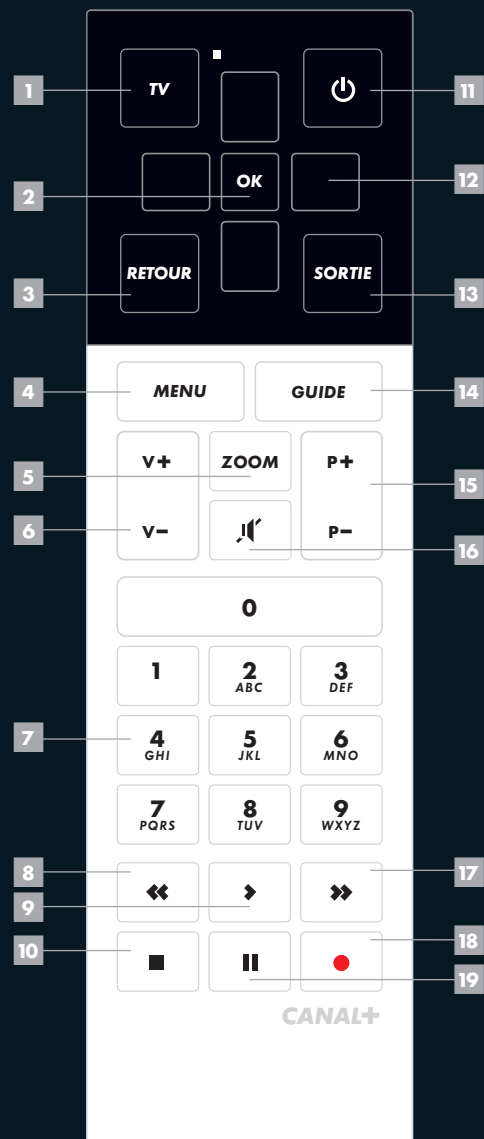 1 TV 11
OK 12
2
RETOUR SORTIE
3 13
4 MENU GUIDE 14
V+ ZOOM P+
5 15
6 V- P-
16
0
1 2 3
ABC DEF
7 4 5 6
GHI JKL MNO
7 8 9
PQRS TUV WXYZ
8 17
9
10 18
19
CANAL+